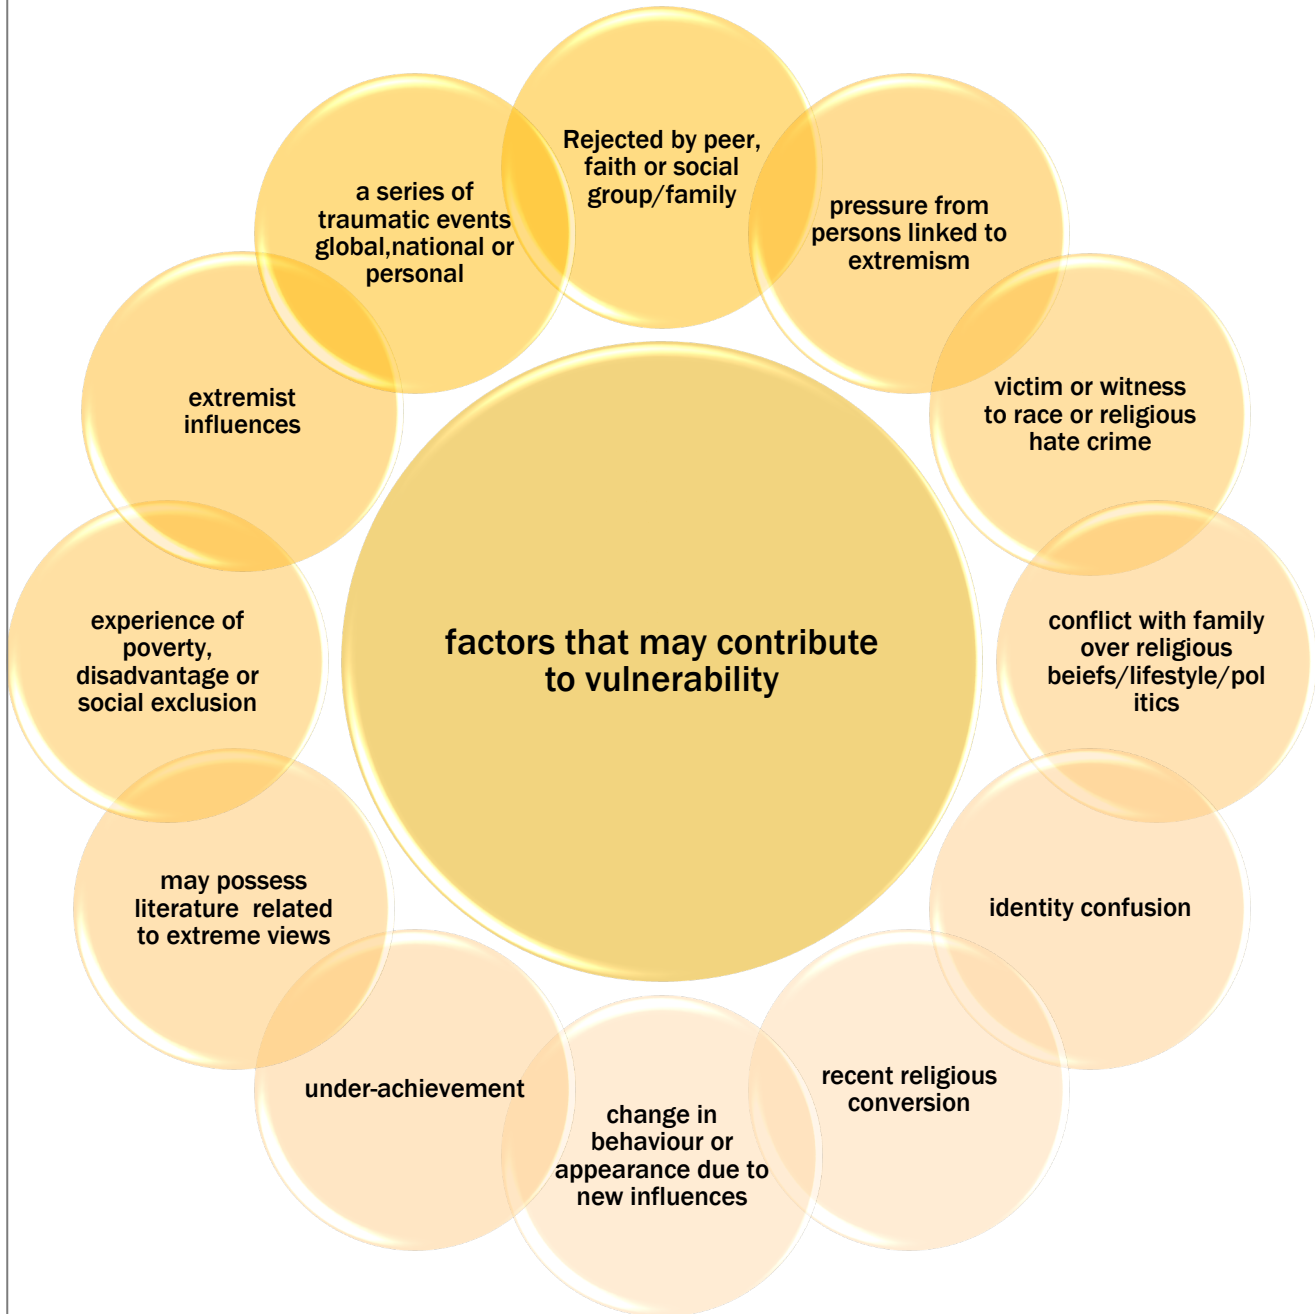 Rejected by peer,
faith or social
group/family
pressure from
persons linked to
extremism
victim or witness
to race or religious
hate crime
conflict with family
over religious
beiefs/lifestyle/pol
itics
identity confusion
recent religious
conversion
change in
behaviour or
appearance due to
new influences
under-achievement
may possess
literature  related
to extreme views
experience of
poverty,
disadvantage or
social exclusion
extremist
influences
a series of
traumatic events
global,national or
personal
factors that may contribute
to vulnerability